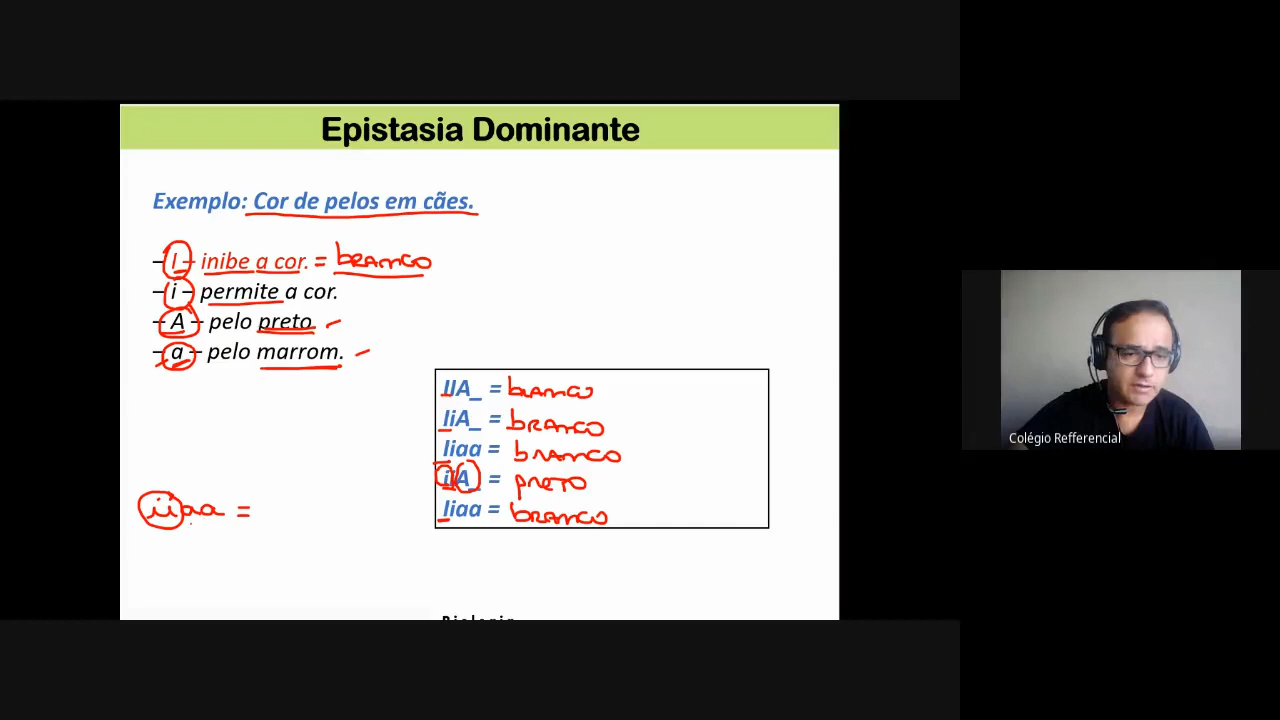 Epistasia Dominante
Exemplo: Cor de pelos em cães.
– I – inibe a cor. = branco
– i – permite a cor.
– A – pelo preto
– a – pelo marrom.
IIA_ = branco
IiA_ = branco
Iiaa = branco
iiA_ = preto
Iiaa = branco
iiaa =
Colégio Refferencial